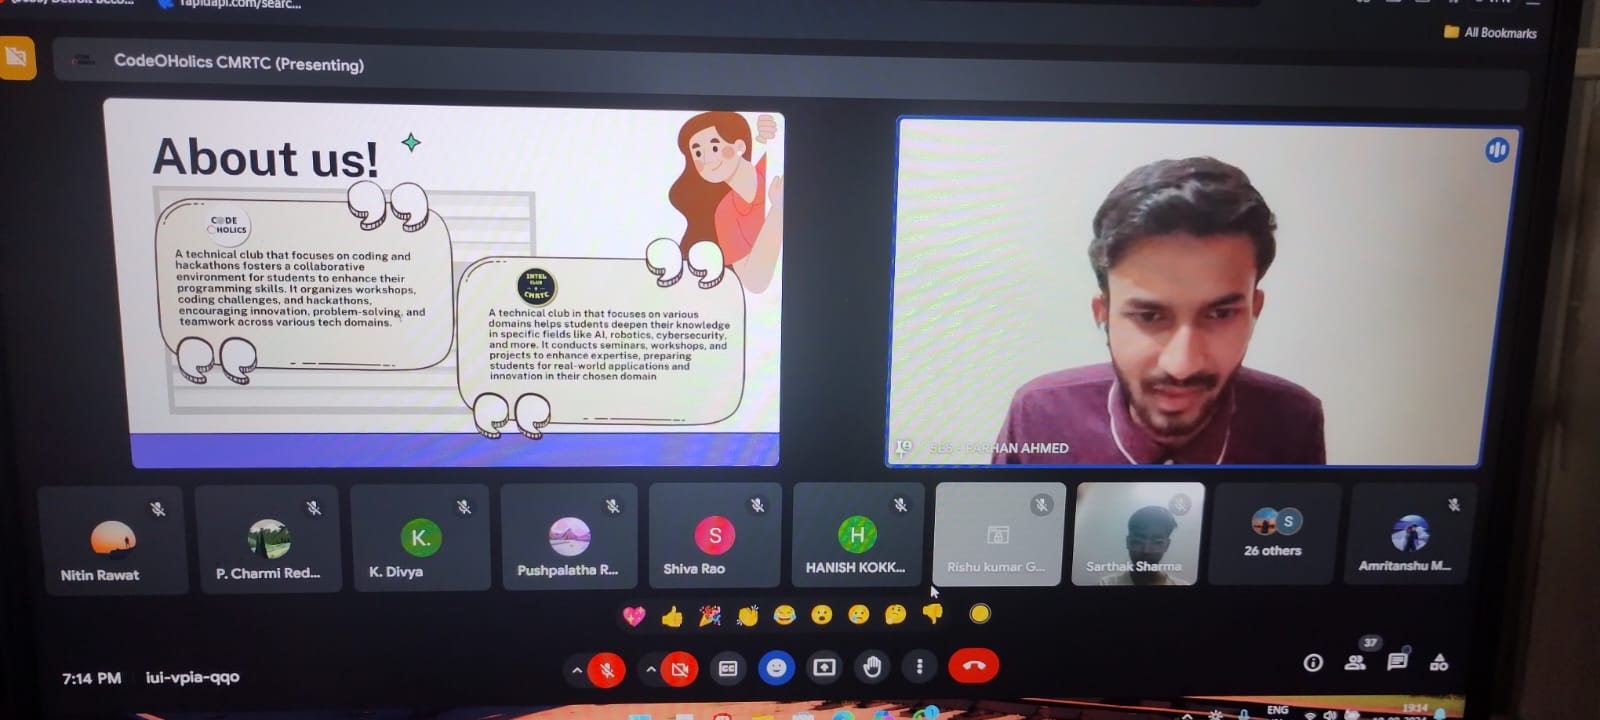 rapidapi.com/searc...
All Bookmarks
CodeOHolics CMRTC (Presenting)
About us!
CODE
HOLICS
A technical club that focuses on coding and
hackathons fosters a collaborative
environment for students to enhance their
programming skills. It organizes workshops,
coding challenges, and hackathons,
encouraging innovation, problem-solving, and
teamwork across various tech domains.
INTEL
CLUB
CMRTC
A technical club in that focuses on various
domains helps students deepen their knowledge
in specific fields like AI, robotics, cybersecurity,
and more. It conducts seminars, workshops, and
projects to enhance expertise, preparing
students for real-world applications and
innovation in their chosen domain
FARHAN AHMED
Nitin Rawat
P. Charmi Red...
K.
K. Divya
Pushpalatha R...
S
Shiva Rao
H
HANISH KOKK...
Rishu kumar G...
Sarthak Sharma
S
26 others
Amritanshu M...
7:14 PM
iui-vpia-qqo
37
ENG
19:14